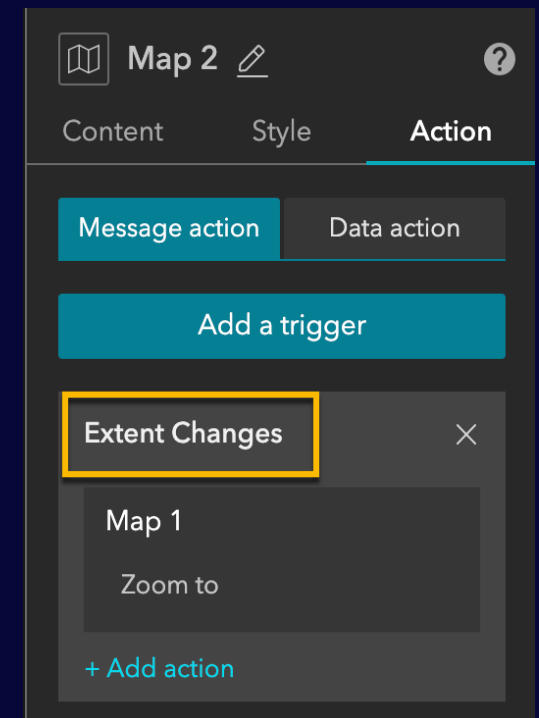 Map 2
?
Content Style Action
Message action Data action
Add a trigger
Extent Changes
Map 1
Zoom to
+ Add action